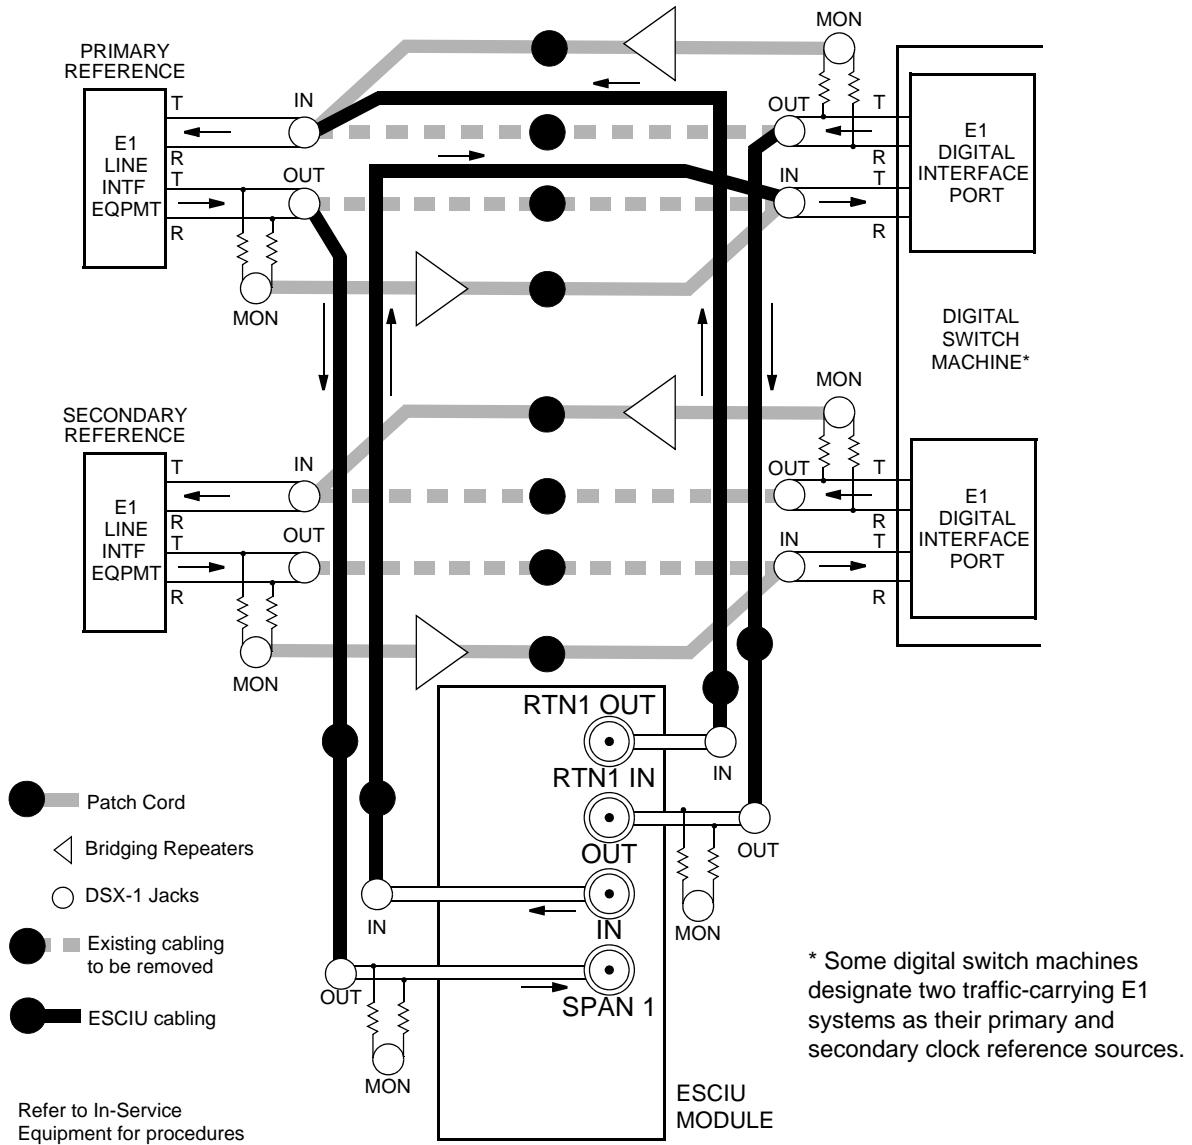 MON
PRIMARY
REFERENCE
T
IN
OUT
T
E1
LINE
INTF
EQPMT
R
T
OUT
R
IN
T
E1
DIGITAL
INTERFACE
PORT
R
R
MON
DIGITAL
SWITCH
MACHINE*
MON
SECONDARY
REFERENCE
T
IN
OUT
T
E1
LINE
INTF
EQPMT
R
T
OUT
R
IN
T
E1
DIGITAL
INTERFACE
PORT
R
R
MON
RTN1 OUT
RTN1 IN
IN
OUT
OUT
IN
IN
MON
OUT
SPAN 1
MON
Patch Cord
Bridging Repeaters
DSX-1 Jacks
Existing cabling
to be removed
ESCIU cabling
* Some digital switch machines
designate two traffic-carrying E1
systems as their primary and
secondary clock reference sources.
ESCIU
MODULE
Refer to In-Service
Equipment for procedures